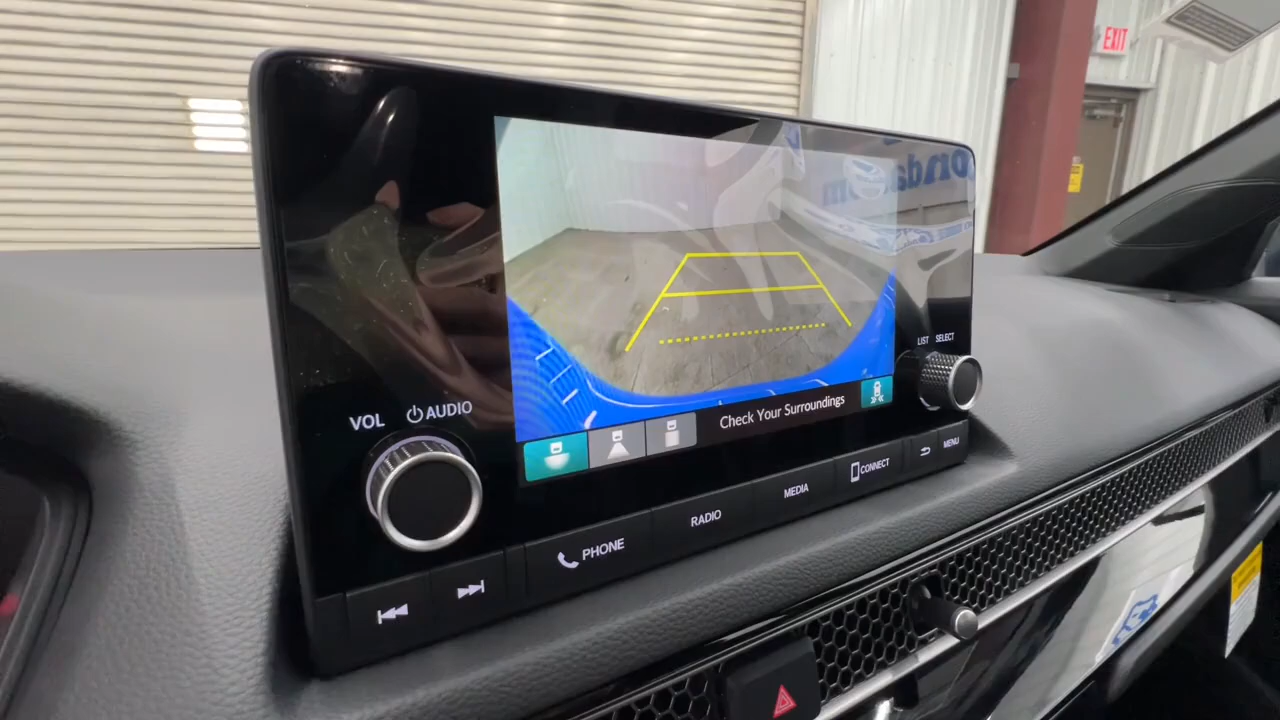 EXIT
LIST SELECT
VOL AUDIO
Check Your Surroundings
MENU
CONNECT
MEDIA
RADIO
PHONE